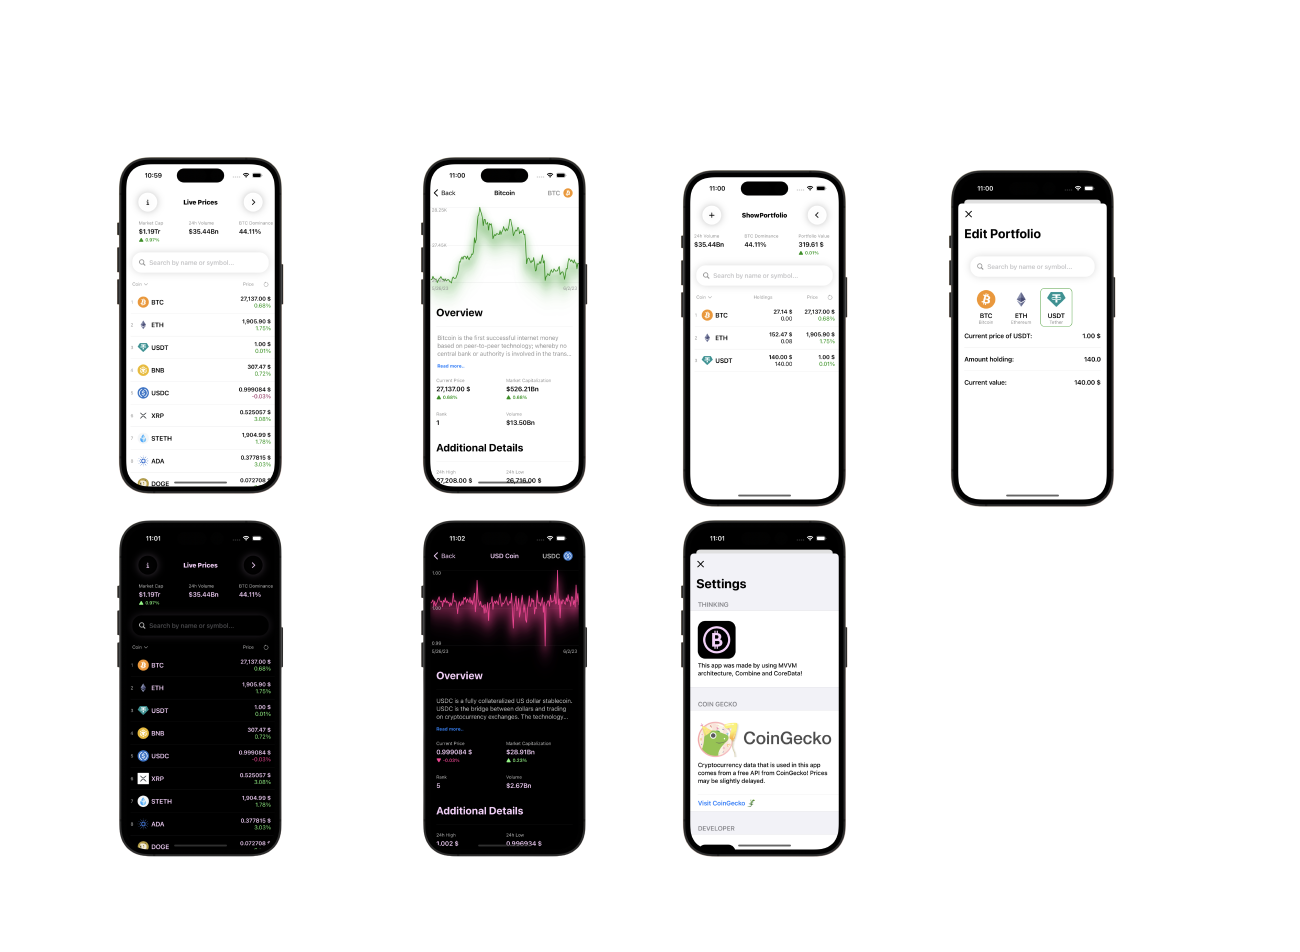 10:59
Live Prices
Market Cap 24h Volume BTC Dominance
$1.19Tr $35.44Bn 44.11%
0.97%
Search by name or symbol...
Coin Price
1 BTC 27,137.00 $
0.68%
2 ETH 1,905.90 $
1.75%
3 USDT 1.00 $
0.01%
4 BNB 307.47 $
0.72%
5 USDC 0.999084 $
-0.03%
6 XRP 0.525057 $
3.08%
7 STETH 1,904.99 $
1.78%
8 ADA 0.377815 $
3.03%
DOGE 0.072708 $
11:00
Back Bitcoin BTC
28.25K
27.45K
5/26/23 6/2/23
Overview
Bitcoin is the first successful internet money
based on peer-to-peer technology; whereby no
central bank or authority is involved in the trans...
Read more..
Current Price Market Capitalization
27,137.00 $ $526.21Bn
0.68% 0.68%
Rank Volume
1 $13.50Bn
Additional Details
24h High 24h Low
27,208.00 $ 26,716.00 $
11:00
ShowPortfolio
24h Volume BTC Dominance Portfolio Value
$35.44Bn 44.11% 319.61 $
0.01%
Search by name or symbol...
Coin Holdings Price
1 BTC 27.14 $ 27,137.00 $
0.00 0.68%
2 ETH 152.47 $ 1,905.90 $
0.08 1.75%
3 USDT 140.00 $ 1.00 $
140.00 0.01%
11:00
Edit Portfolio
Search by name or symbol...
BTC ETH USDT
Bitcoin Ethereum Tether
Current price of USDT: 1.00 $
Amount holding: 140.0
Current value: 140.00 $
11:01
Live Prices
Market Cap 24h Volume BTC Dominance
$1.19Tr $35.44Bn 44.11%
0.97%
Search by name or symbol...
Coin Price
1 BTC 27,137.00 $
0.68%
2 ETH 1,905.90 $
1.75%
3 USDT 1.00 $
0.01%
4 BNB 307.47 $
0.72%
5 USDC 0.999084 $
-0.03%
6 XRP 0.525057 $
3.08%
7 STETH 1,904.99 $
1.78%
8 ADA 0.377815 $
3.03%
DOGE 0.072708 $
11:02
Back USD Coin USDC
1.00
1.00
0.99
5/26/23 6/2/23
Overview
USDC is a fully collateralized US dollar stablecoin.
USDC is the bridge between dollars and trading
on cryptocurrency exchanges. The technology...
Read more..
Current Price Market Capitalization
0.999084 $ $28.91Bn
-0.03% 0.23%
Rank Volume
5 $2.67Bn
Additional Details
24h High 24h Low
1.002 $ 0.996934 $
11:01
Settings
THINKING
This app was made by using MVVM
architecture, Combine and CoreData!
COIN GECKO
CoinGecko
Cryptocurrency data that is used in this app
comes from a free API from CoinGecko! Prices
may be slightly delayed.
Visit CoinGecko
DEVELOPER